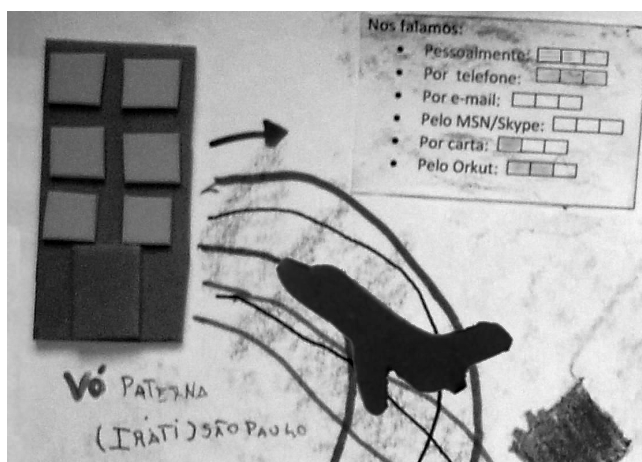 Nos falamos:
• Pessoalmente:
• Por telefone:
• Por e-mail:
• Pelo MSN/Skype:
• Por carta:
• Pelo Orkut:
Vó PATERNA
(IRATI) SÃO PAULO